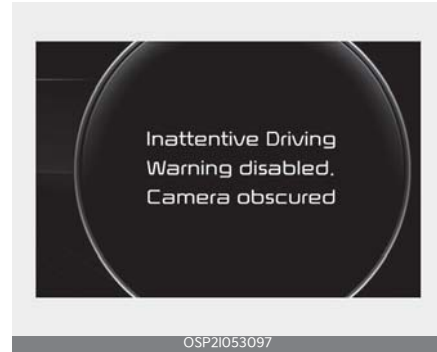 Inattentive Driving
Warning disabled.
Camera obscured
OSP2I053097